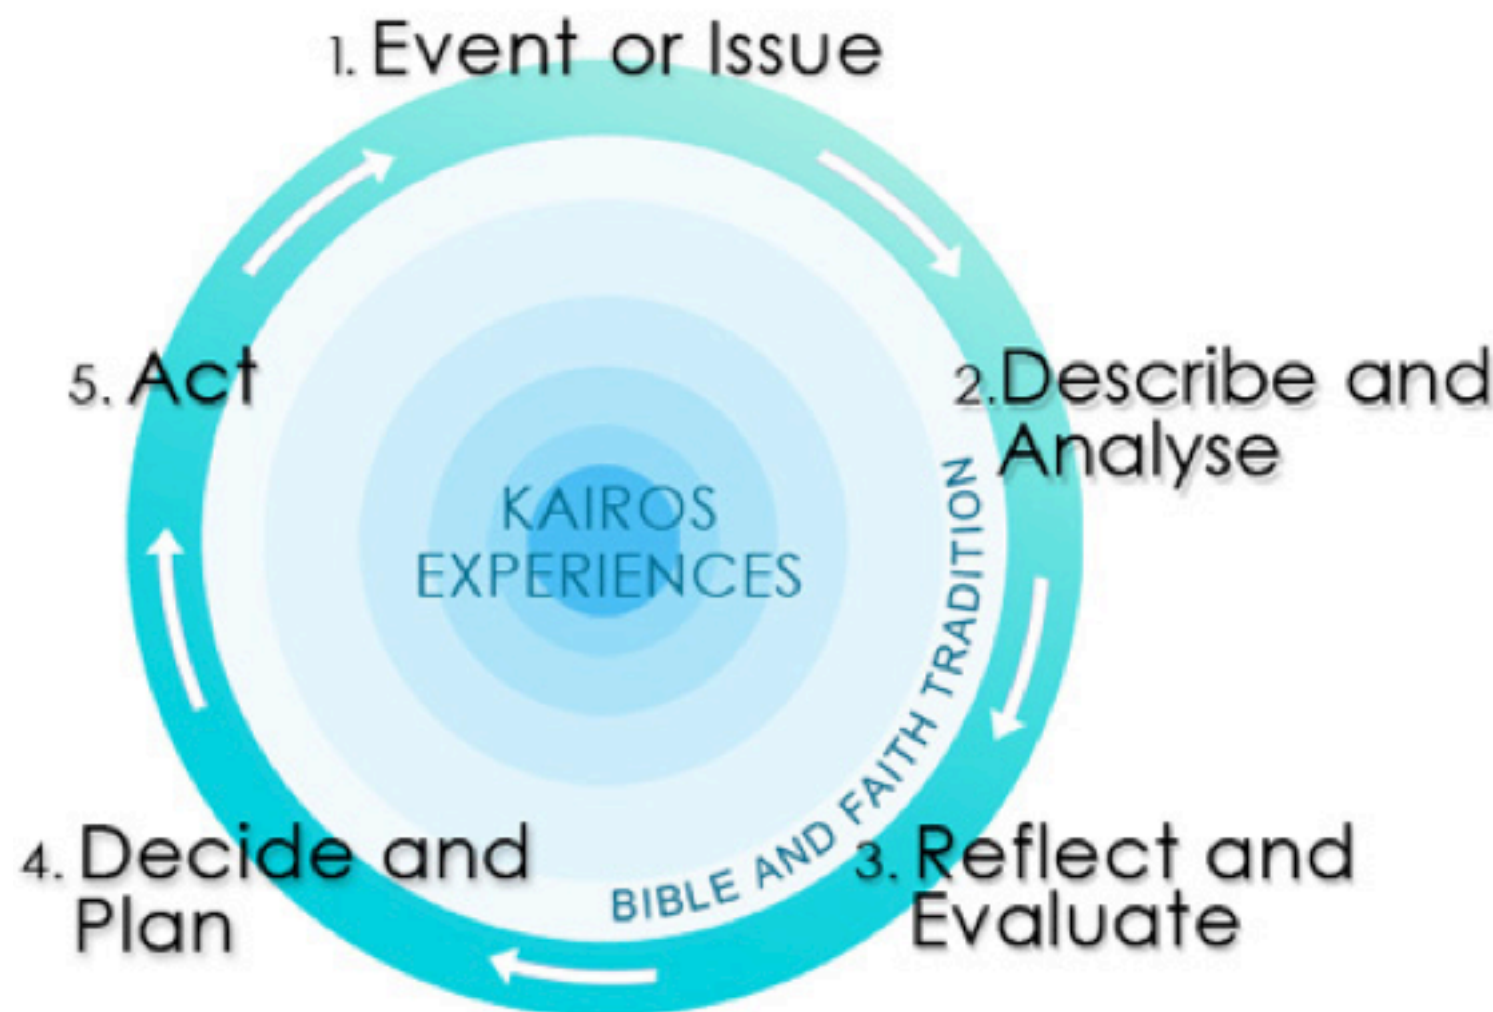 1. Event or Issue
2. Describe and
Analyse
3. Reflect and
Evaluate
4. Decide and
Plan
5. Act
KAIROS
EXPERIENCES
BIBLE AND FAITH TRADITION